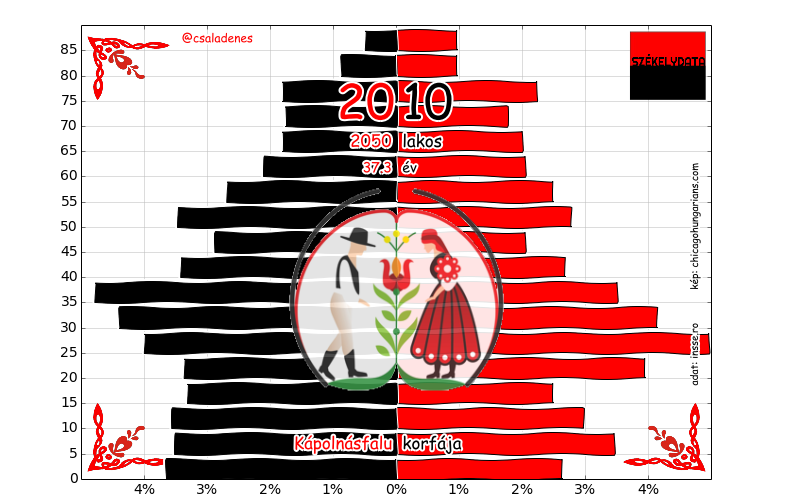 @csaladenes
SZÉKELYDATA
2010
2050 lakos
37.3 év
kép: chicagohungarians.com
adat: insse.ro
Kápolnásfalu korfája
85
80
75
70
65
60
55
50
45
40
35
30
25
20
15
10
5
0
4% 3% 2% 1% 0% 1% 2% 3% 4%